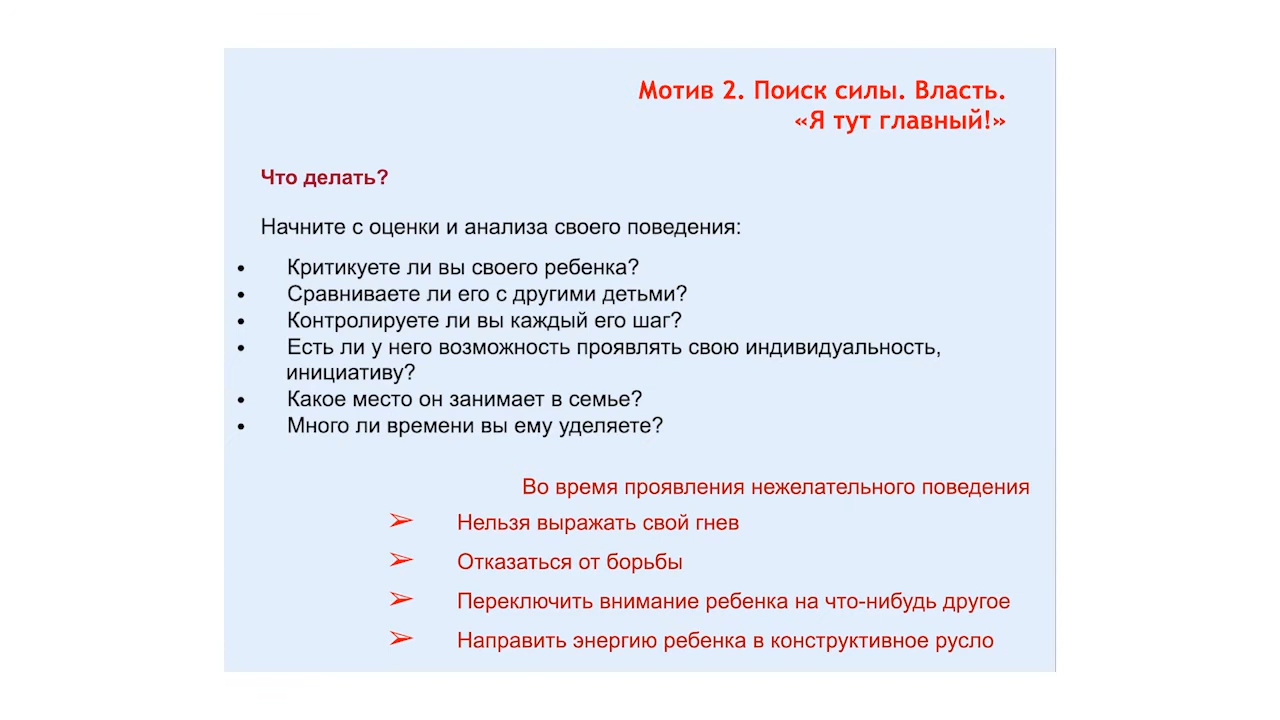 Мотив 2. Поиск силы. Власть.
«Я тут главный!»
Что делать?
Начните с оценки и анализа своего поведения:
• Критикуете ли вы своего ребенка?
• Сравниваете ли его с другими детьми?
• Контролируете ли вы каждый его шаг?
• Есть ли у него возможность проявлять свою индивидуальность,
инициативу?
• Какое место он занимает в семье?
• Много ли времени вы ему уделяете?
Во время проявления нежелательного поведения
➢ Нельзя выражать свой гнев
➢ Отказаться от борьбы
➢ Переключить внимание ребенка на что-нибудь другое
➢ Направить энергию ребенка в конструктивное русло